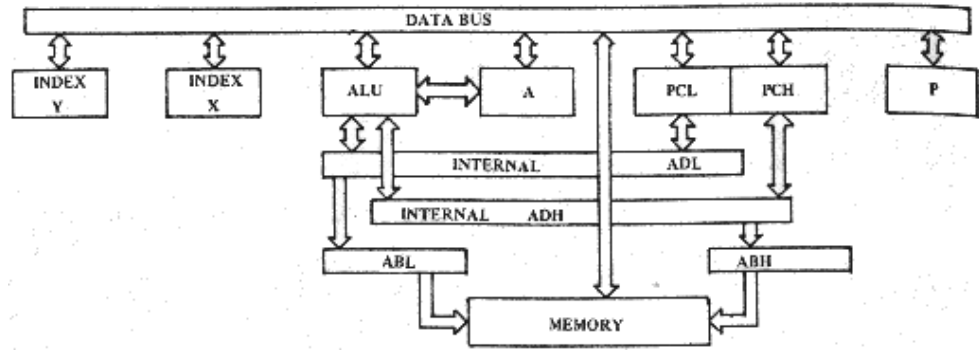 DATA BUS
INDEX
Y
INDEX
X
ALU
A
PCL
PCH
P
INTERNAL ADL
INTERNAL ADH
ABL
ABH
MEMORY